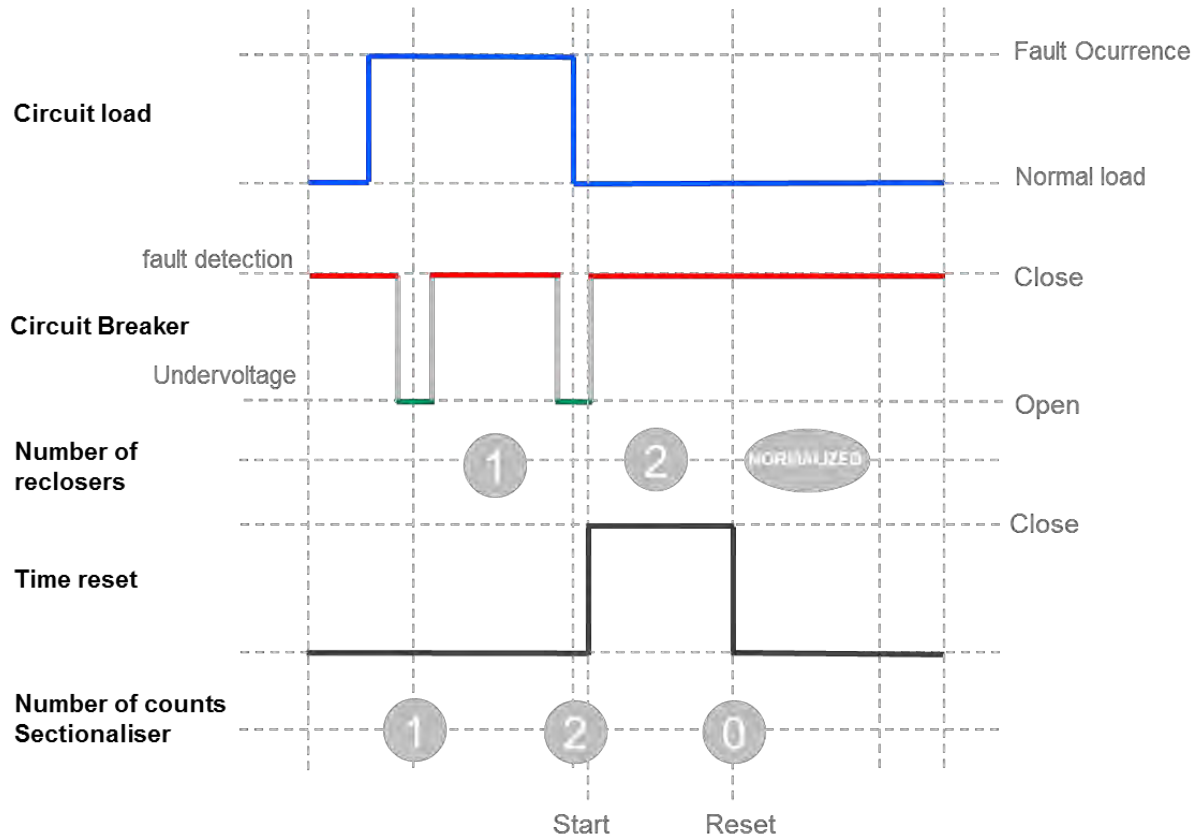 Fault Ocurrence
Circuit load
Normal load
fault detection
Close
Circuit Breaker
Undervoltage
Open
Number of
reclosers
1
2
NORMALIZED
Close
Time reset
Number of counts
Sectionaliser
1
2
0
Start
Reset